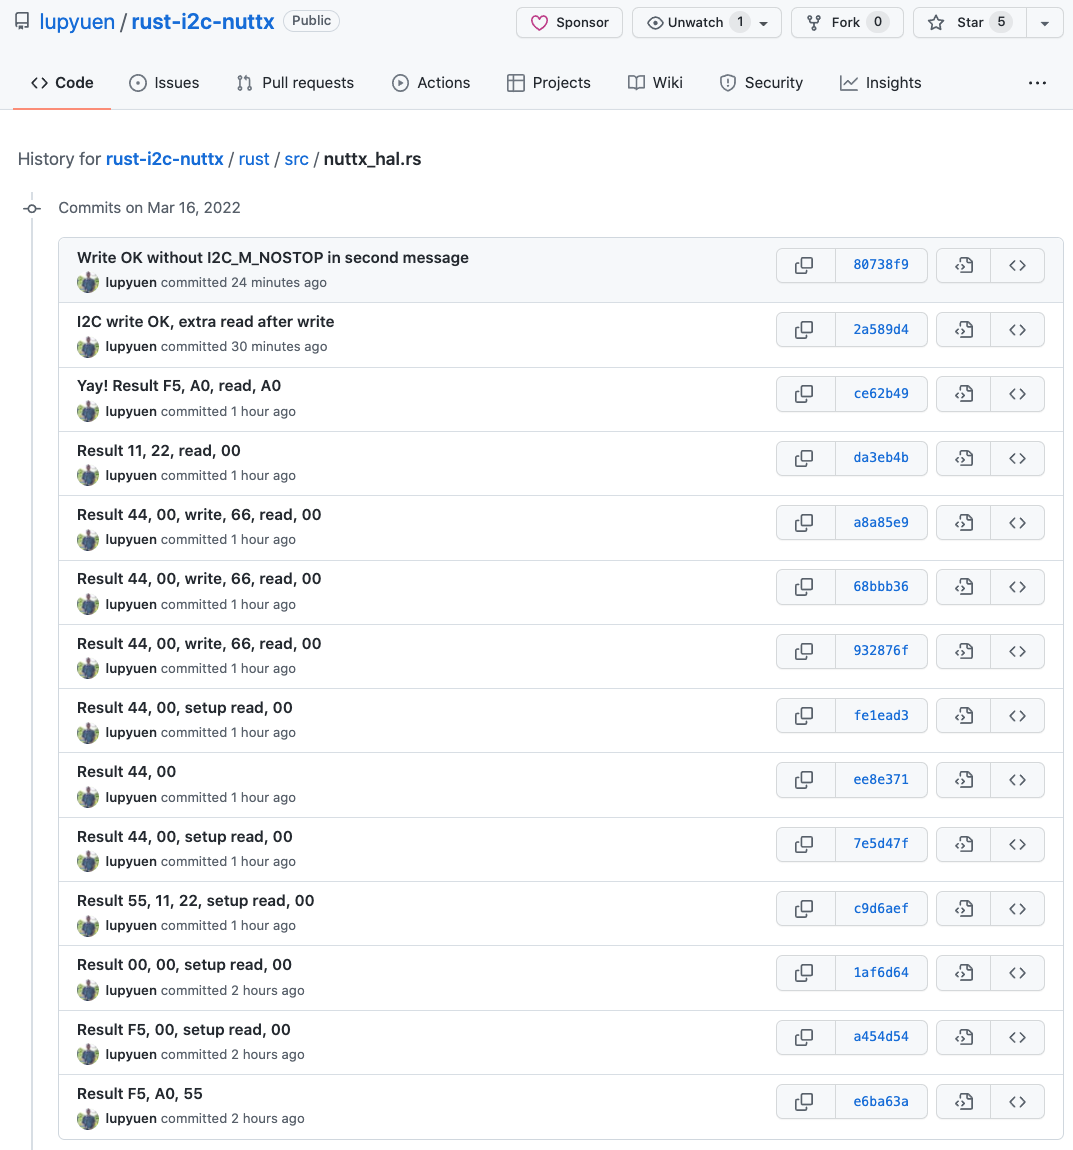 lupyuen / rust-i2c-nuttx Public Sponsor Unwatch 1 Fork 0 Star 5
Code Issues Pull requests Actions Projects Wiki Security Insights ...
History for rust-i2c-nuttx / rust / src / nuttx_hal.rs
Commits on Mar 16, 2022
Write OK without I2C_M_NOSTOP in second message
lupyuen committed 24 minutes ago
80738f9
I2C write OK, extra read after write
lupyuen committed 30 minutes ago
2a589d4
Yay! Result F5, A0, read, A0
lupyuen committed 1 hour ago
ce62b49
Result 11, 22, read, 00
lupyuen committed 1 hour ago
da3eb4b
Result 44, 00, write, 66, read, 00
lupyuen committed 1 hour ago
a8a85e9
Result 44, 00, write, 66, read, 00
lupyuen committed 1 hour ago
68bbb36
Result 44, 00, write, 66, read, 00
lupyuen committed 1 hour ago
932876f
Result 44, 00, setup read, 00
lupyuen committed 1 hour ago
fe1ead3
Result 44, 00
lupyuen committed 1 hour ago
ee8e371
Result 44, 00, setup read, 00
lupyuen committed 1 hour ago
7e5d47f
Result 55, 11, 22, setup read, 00
lupyuen committed 1 hour ago
c9d6aef
Result 00, 00, setup read, 00
lupyuen committed 2 hours ago
1af6d64
Result F5, 00, setup read, 00
lupyuen committed 2 hours ago
a454d54
Result F5, A0, 55
lupyuen committed 2 hours ago
e6ba63a